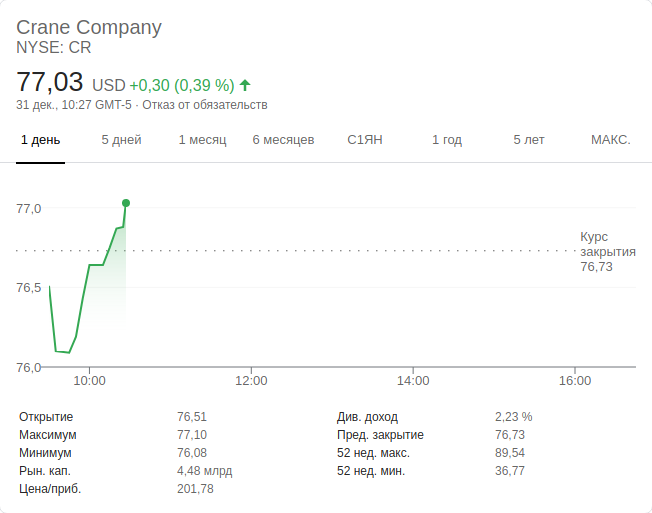 Crane Company
NYSE: CR
77,03 USD +0,30 (0,39 %)
31 дек., 10:27 GMT-5 · Отказ от обязательств
1 день 5 дней 1 месяц 6 месяцев С1ЯН 1 год 5 лет МАКС.
77,0
Курс
закрытия
76,73
76,5
76,0
10:00 12:00 14:00 16:00
Открытие 76,51 Див. доход 2,23 %
Максимум 77,10 Пред. закрытие 76,73
Минимум 76,08 52 нед. макс. 89,54
Рын. кап. 4,48 млрд 52 нед. мин. 36,77
Цена/приб. 201,78